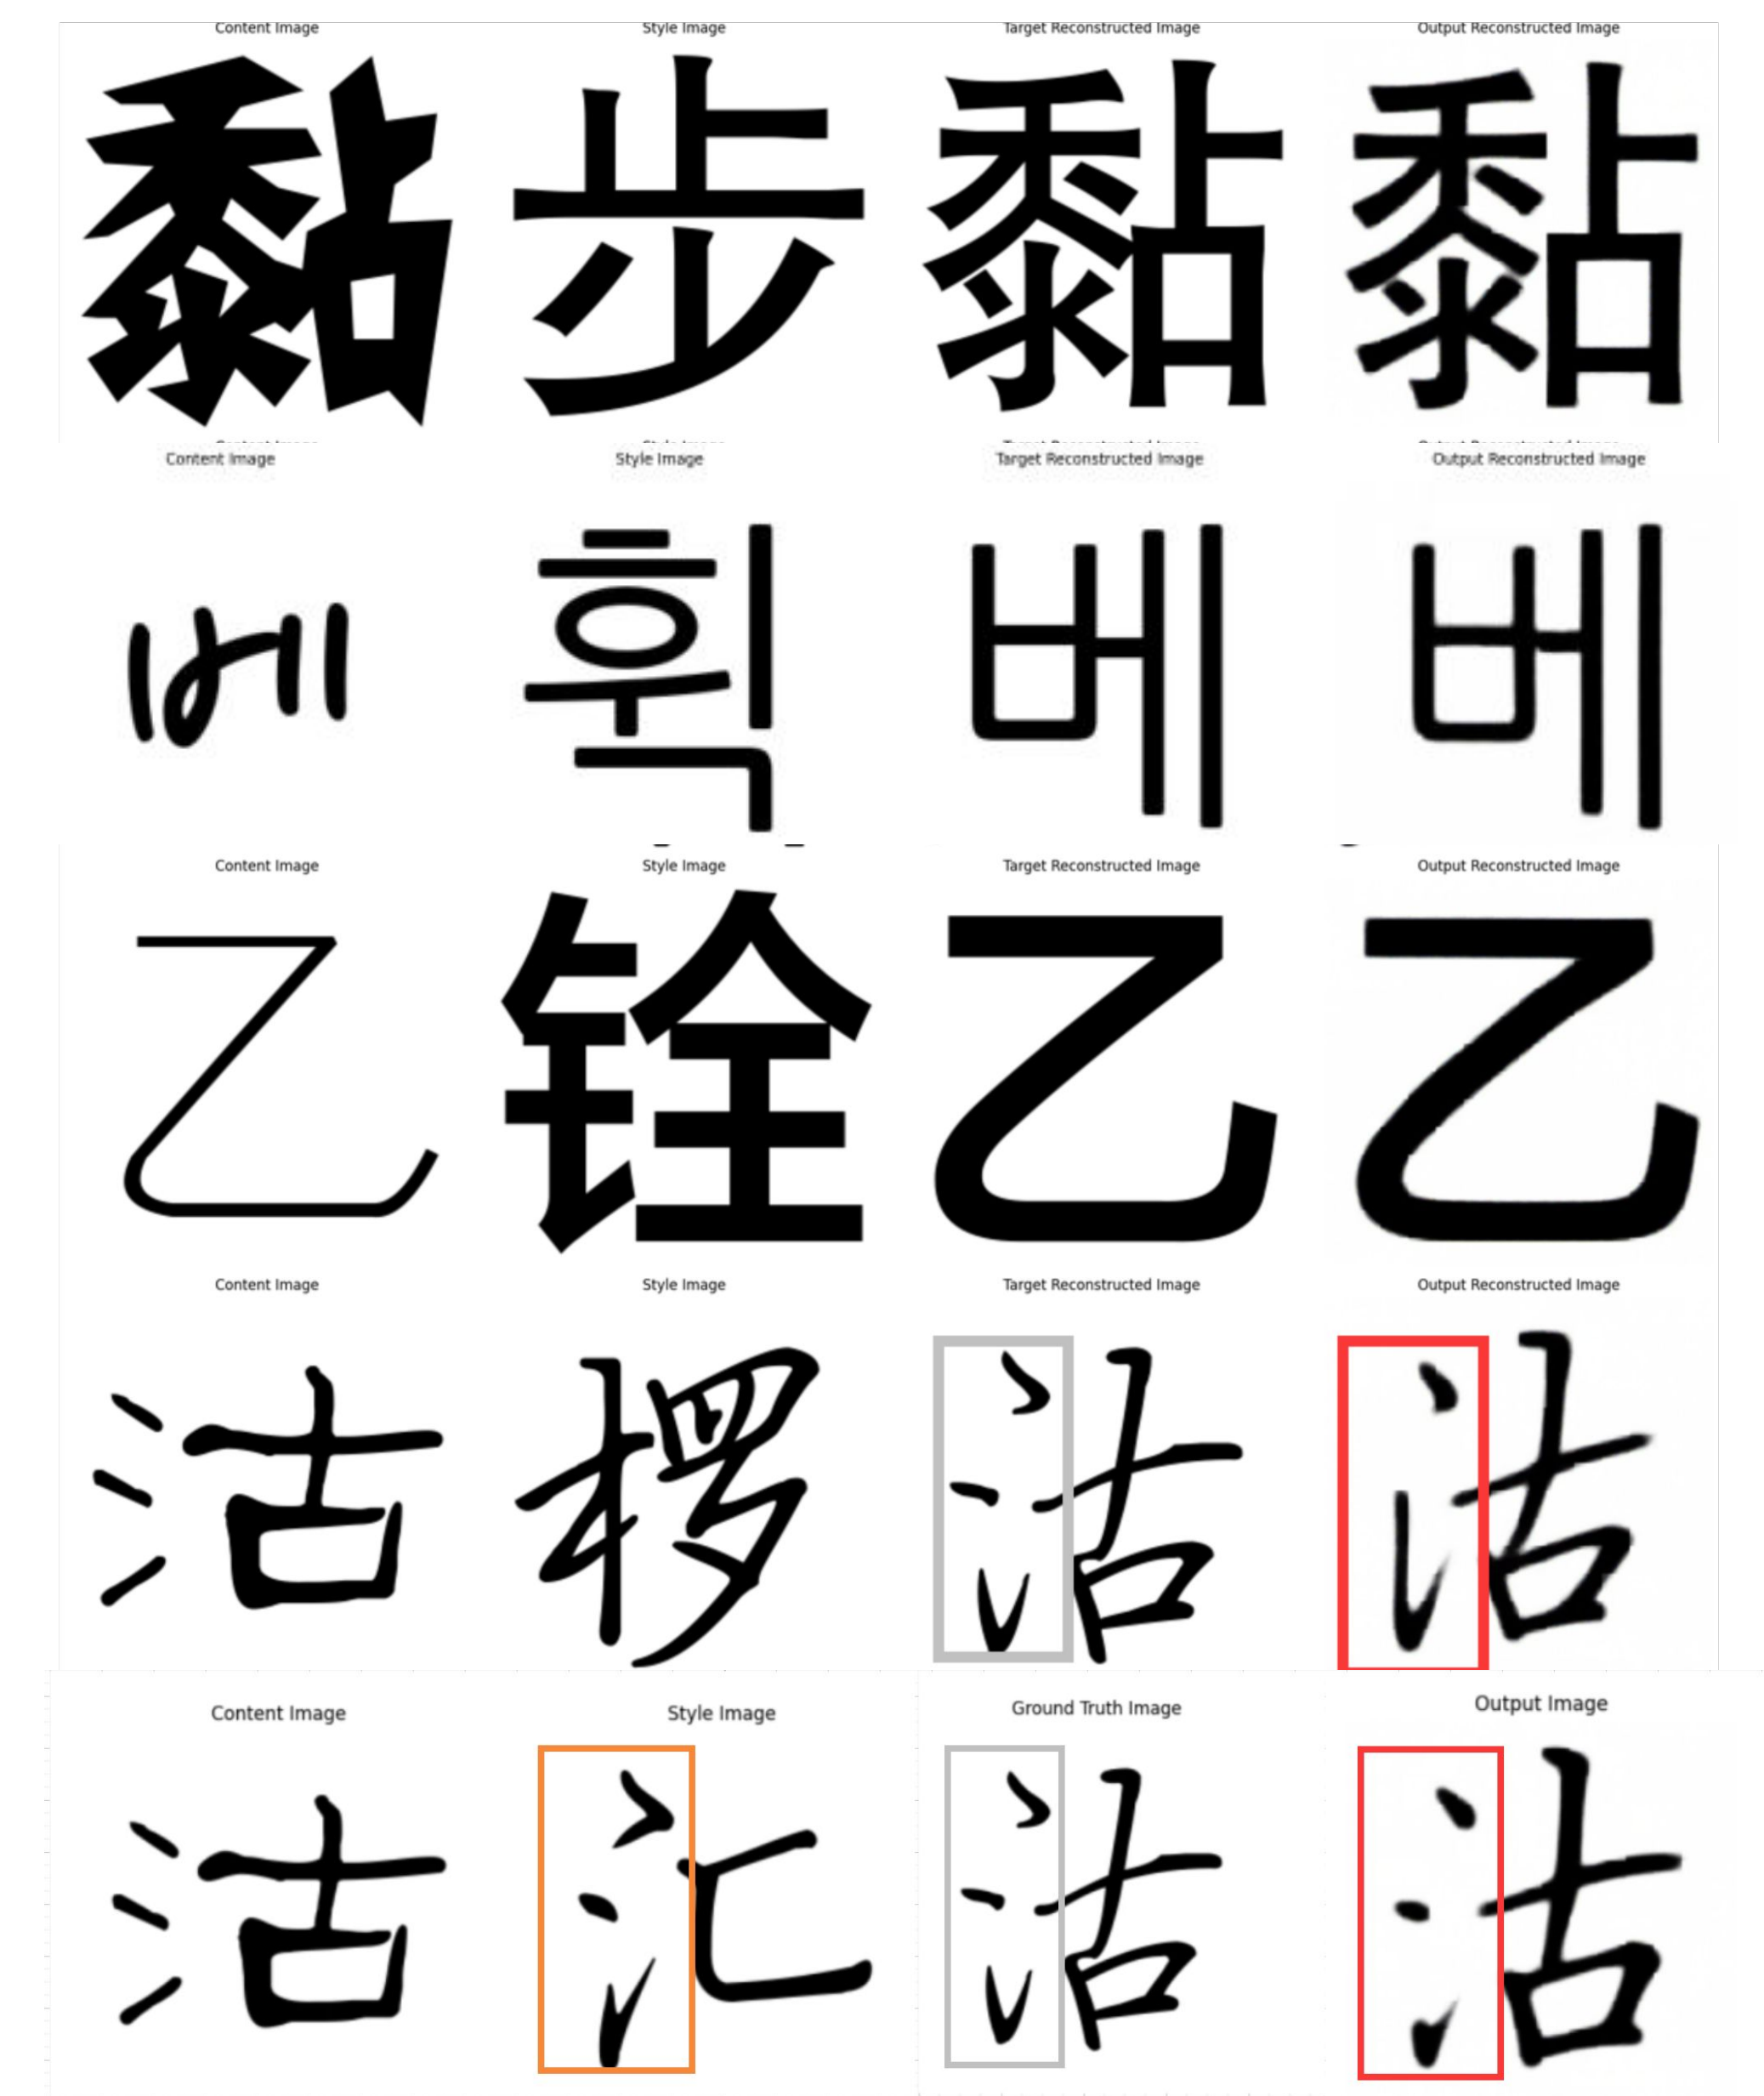 Content Image Style Image Target Reconstructed Image Output Reconstructed Image
黏 步 黏 黏
Content Image Style Image Target Reconstructed Image Output Reconstructed Image
베 휙 베 베
Content Image Style Image Target Reconstructed Image Output Reconstructed Image
乙 铨 乙 乙
Content Image Style Image Target Reconstructed Image Output Reconstructed Image
沽 椤 沽 沽
Content Image Style Image Ground Truth Image Output Image
沽 汇 沽 沽